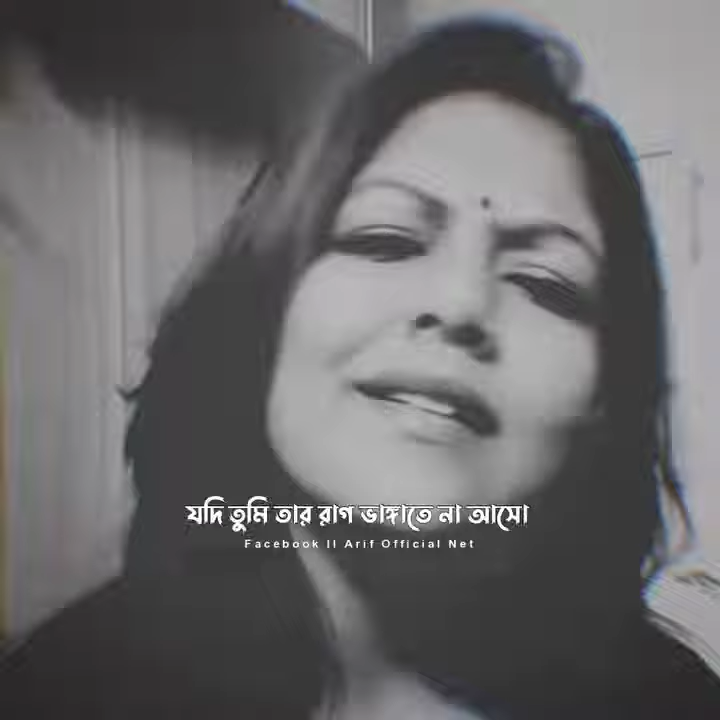 যদি তুমি তার রাগ ভাঙ্গাতে না আসো
Facebook II Arif Official Net